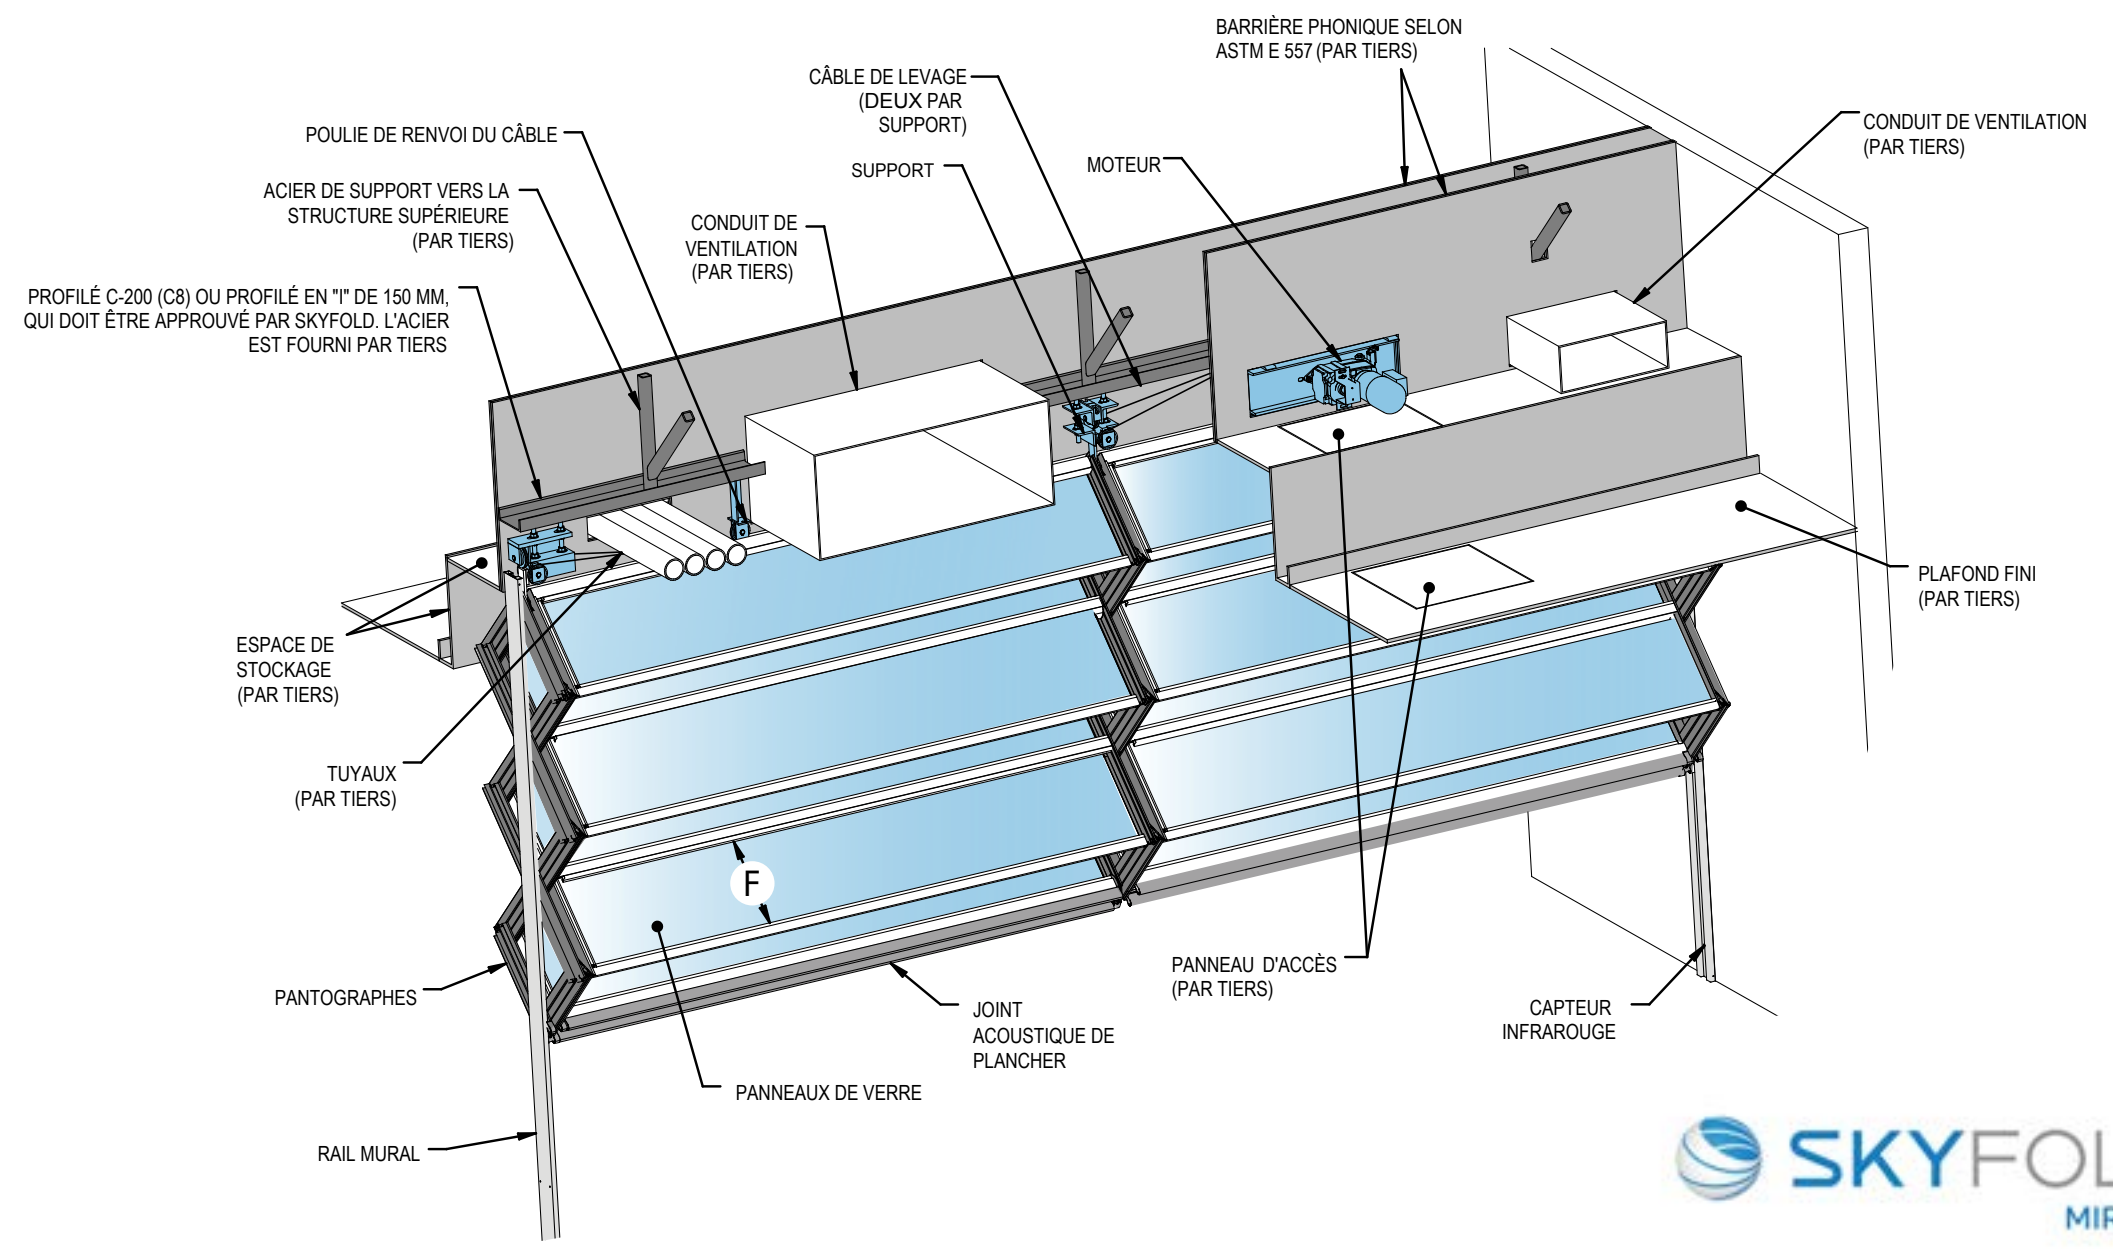 BARRIÈRE PHONIQUE SELON
ASTM E 557 (PAR TIERS)
CÂBLE DE LEVAGE
(DEUX PAR
SUPPORT)
CONDUIT DE VENTILATION
(PAR TIERS)
POULIE DE RENVOI DU CÂBLE
SUPPORT
MOTEUR
ACIER DE SUPPORT VERS LA
STRUCTURE SUPÉRIEURE
(PAR TIERS)
CONDUIT DE
VENTILATION
(PAR TIERS)
PROFILÉ C-200 (C8) OU PROFILÉ EN "I" DE 150 MM,
QUI DOIT ÊTRE APPROUVÉ PAR SKYFOLD. L'ACIER
EST FOURNI PAR TIERS
PLAFOND FINI
(PAR TIERS)
ESPACE DE
STOCKAGE
(PAR TIERS)
TUYAUX
(PAR TIERS)
F
PANTOGRAPHES
PANNEAU D'ACCÈS
(PAR TIERS)
JOINT
ACOUSTIQUE DE
PLANCHER
CAPTEUR
INFRAROUGE
PANNEAUX DE VERRE
RAIL MURAL
SKYFOL
MIR